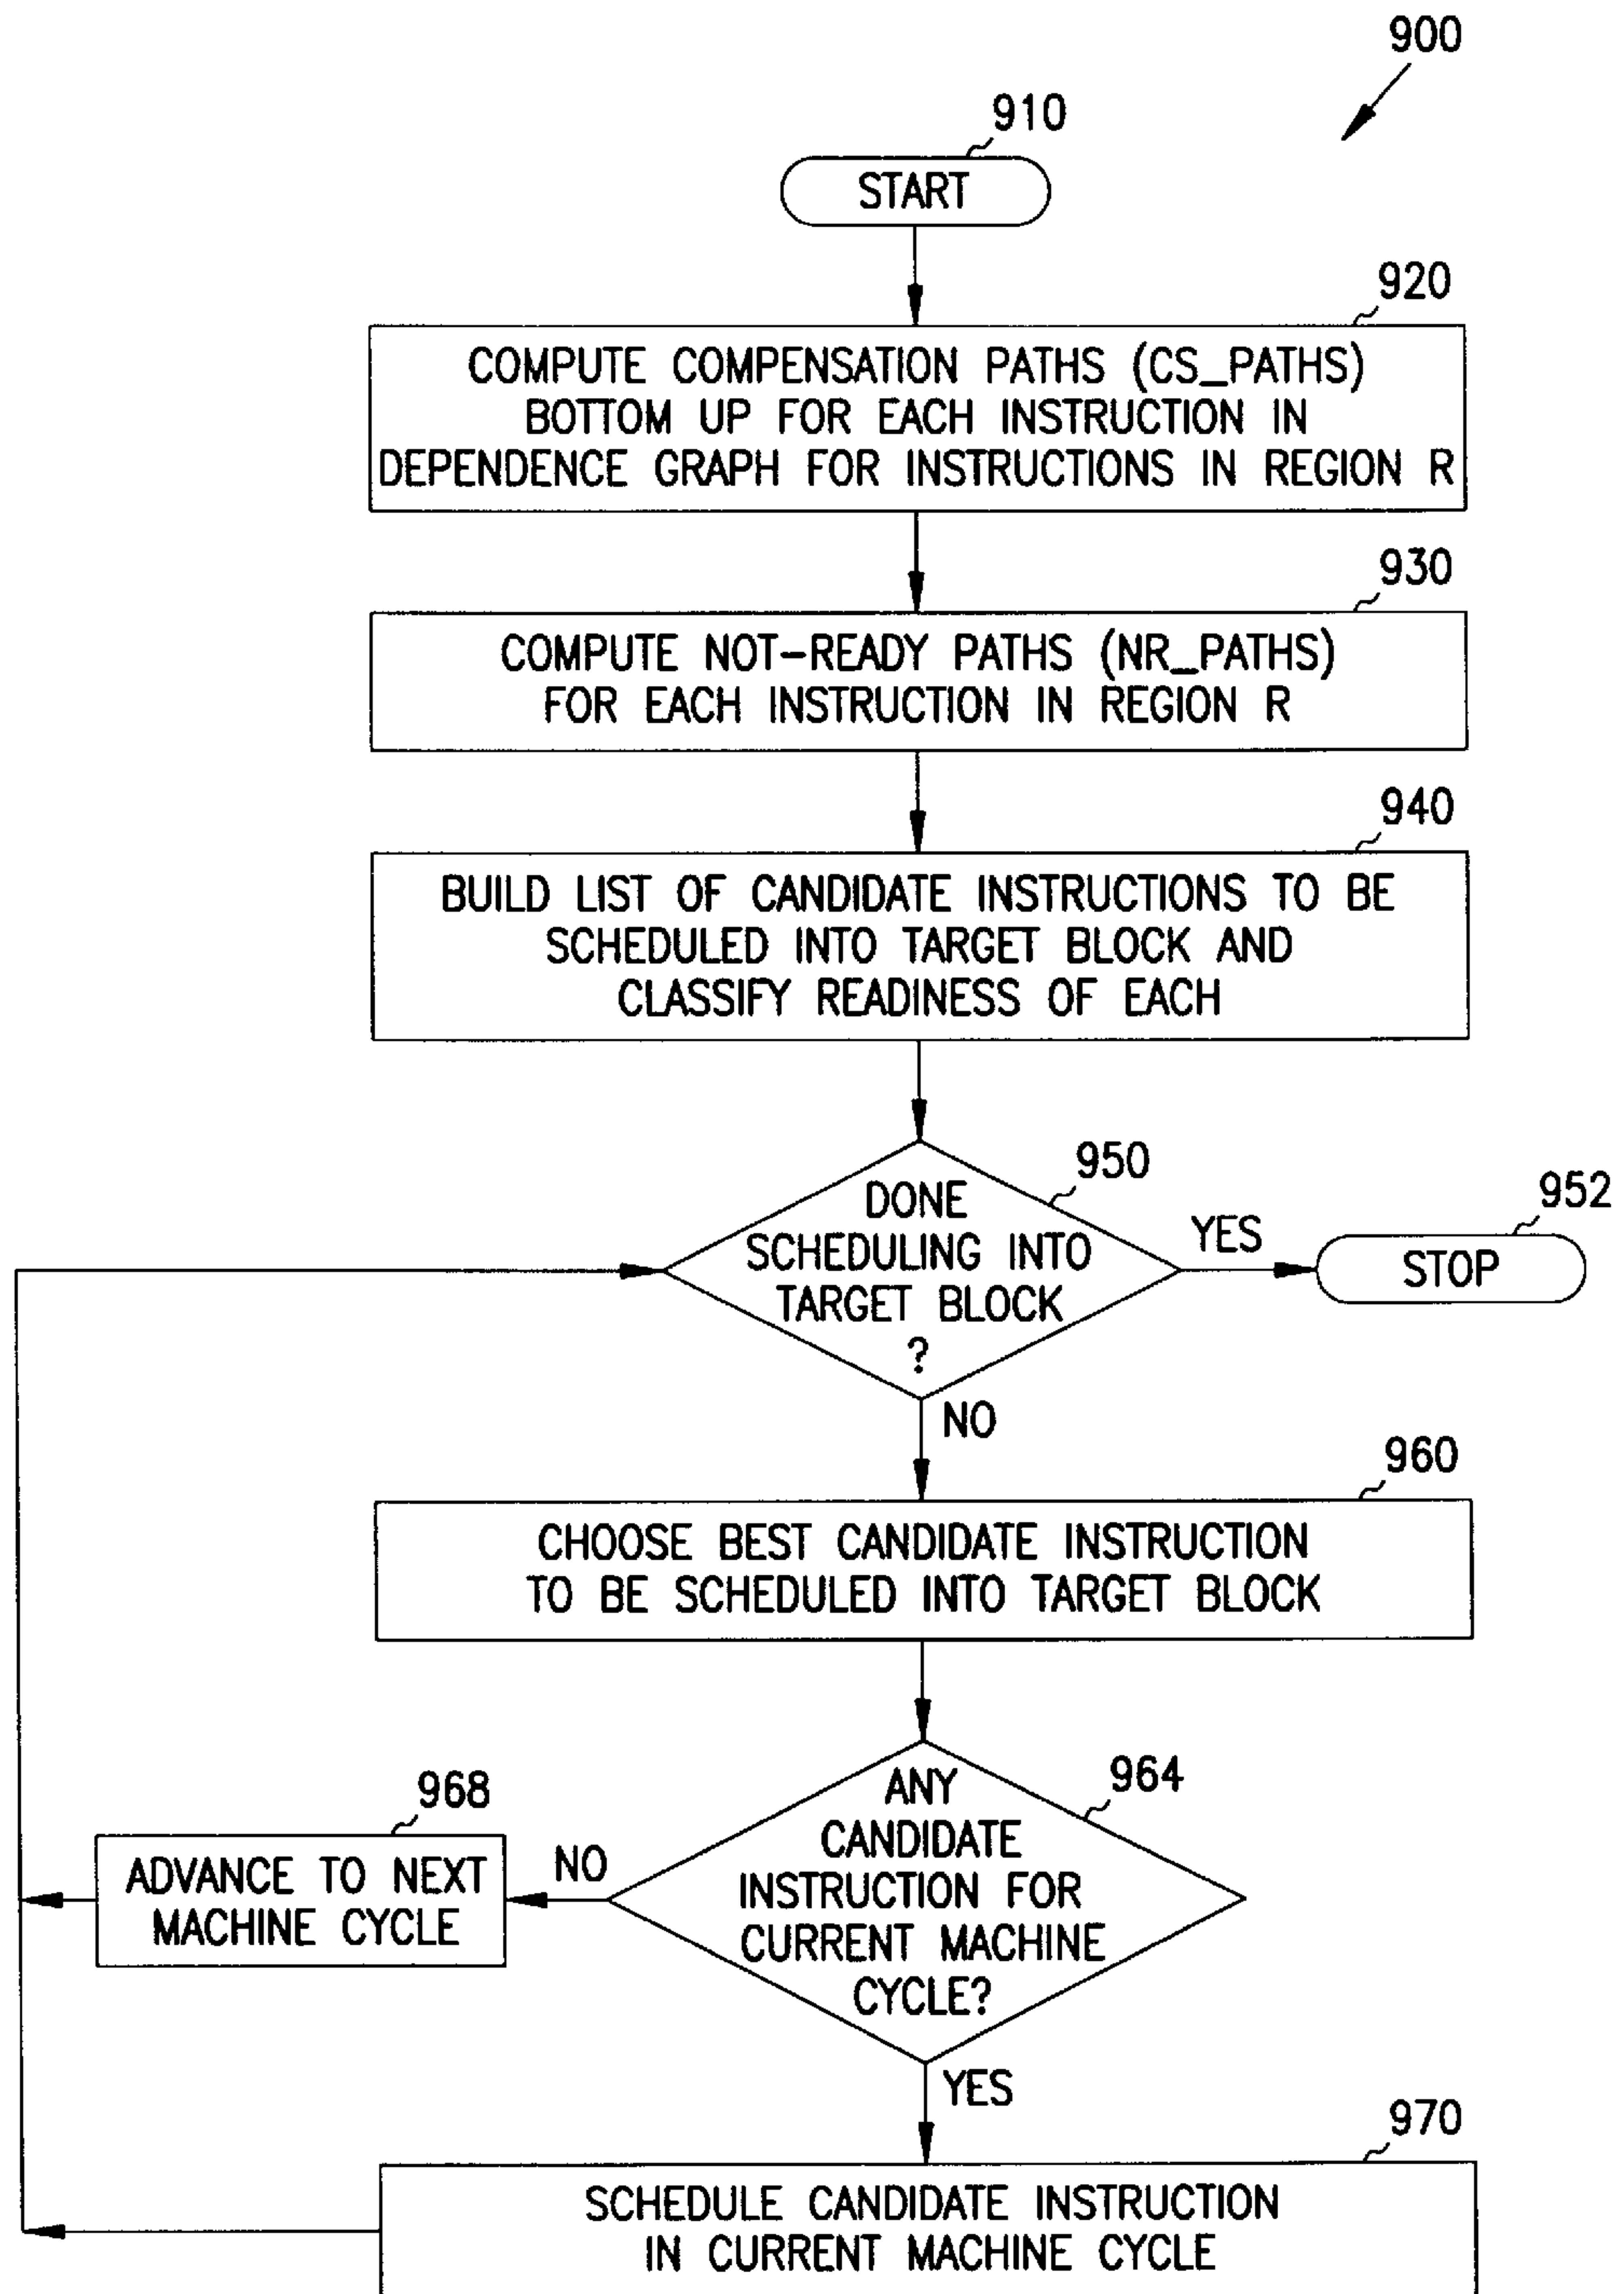 900
910
START
920
COMPUTE COMPENSATION PATHS (CS_PATHS)
BOTTOM UP FOR EACH INSTRUCTION IN
DEPENDENCE GRAPH FOR INSTRUCTIONS IN REGION R
930
COMPUTE NOT-READY PATHS (NR_PATHS)
FOR EACH INSTRUCTION IN REGION R
940
BUILD LIST OF CANDIDATE INSTRUCTIONS TO BE
SCHEDULED INTO TARGET BLOCK AND
CLASSIFY READINESS OF EACH
950
DONE
SCHEDULING INTO
TARGET BLOCK
?
YES
952
STOP
NO
960
CHOOSE BEST CANDIDATE INSTRUCTION
TO BE SCHEDULED INTO TARGET BLOCK
964
ANY
CANDIDATE
INSTRUCTION FOR
CURRENT MACHINE
CYCLE?
NO
968
ADVANCE TO NEXT
MACHINE CYCLE
YES
970
SCHEDULE CANDIDATE INSTRUCTION
IN CURRENT MACHINE CYCLE